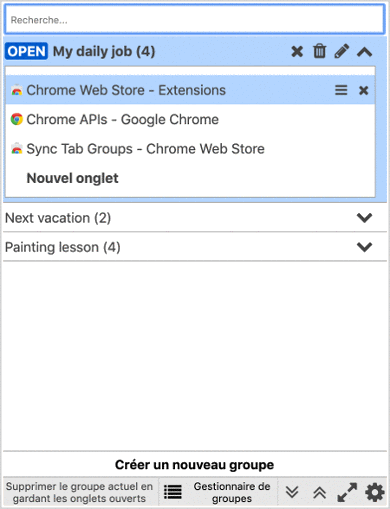 Recherche...
OPEN My daily job (4)
Chrome Web Store - Extensions
Chrome APIs - Google Chrome
Sync Tab Groups - Chrome Web Store
Nouvel onglet
Next vacation (2)
Painting lesson (4)
Créer un nouveau groupe
Supprimer le groupe actuel en
gardant les onglets ouverts
Gestionnaire de
groupes